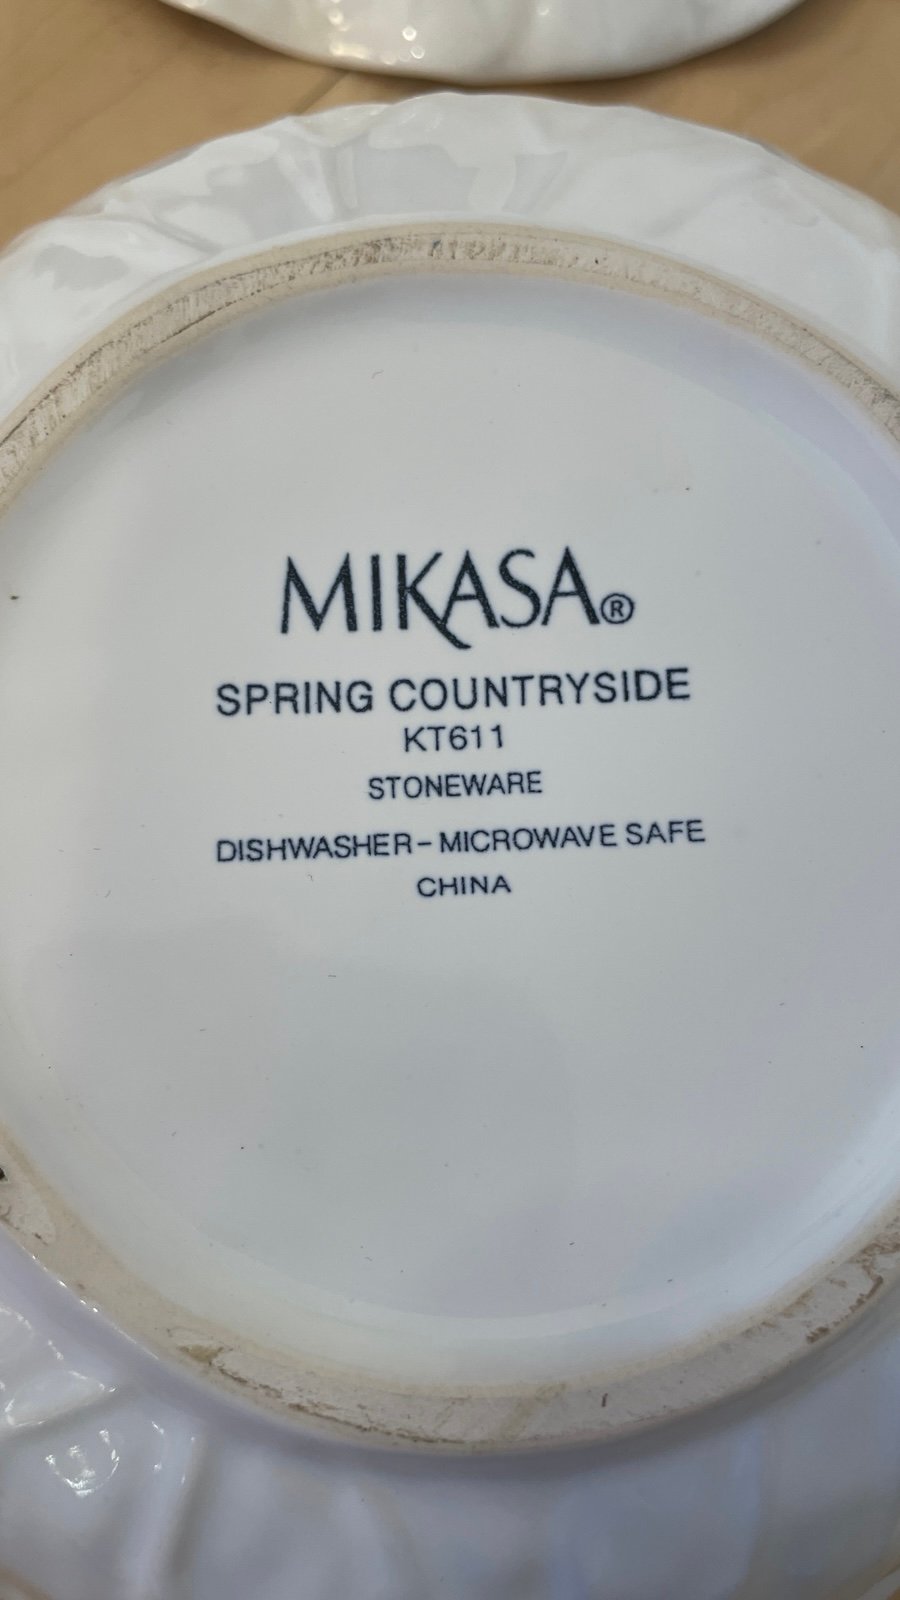 MIKASA®
SPRING COUNTRYSIDE
KT611
STONEWARE
DISHWASHER-MICROWAVE SAFE
CHINA